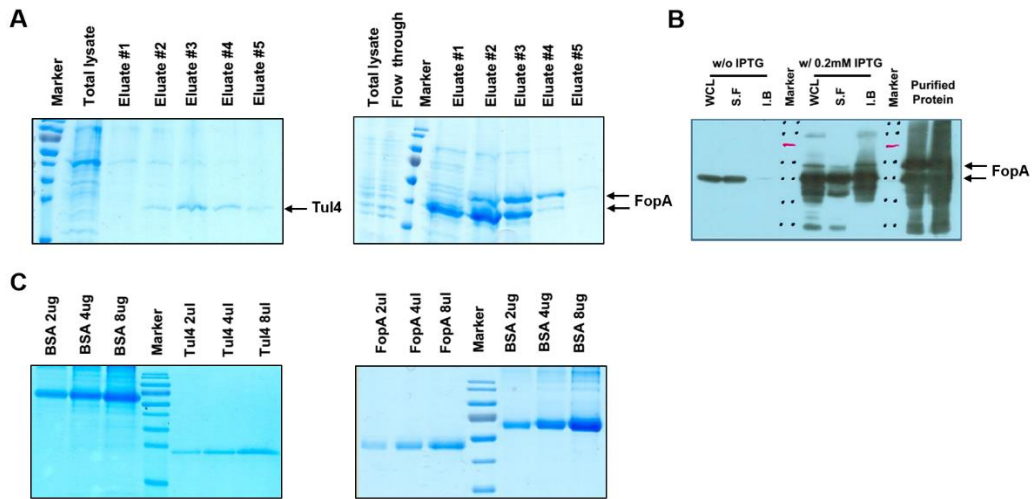 A
Marker
Total lysate
Eluate #1
Eluate #2
Eluate #3
Eluate #4
Eluate #5
Tul4
Total lysate
Flow through
Marker
Eluate #1
Eluate #2
Eluate #3
Eluate #4
Eluate #5
FopA
B
w/o IPTG
w/ 0.2mM IPTG
WCL
S.F
I.B
Marker
WCL
S.F
I.B
Marker
Purified
Protein
FopA
C
BSA 2ug
BSA 4ug
BSA 8ug
Marker
Tul4 2ul
Tul4 4ul
Tul4 8ul
FopA 2ul
FopA 4ul
FopA 8ul
Marker
BSA 2ug
BSA 4ug
BSA 8ug